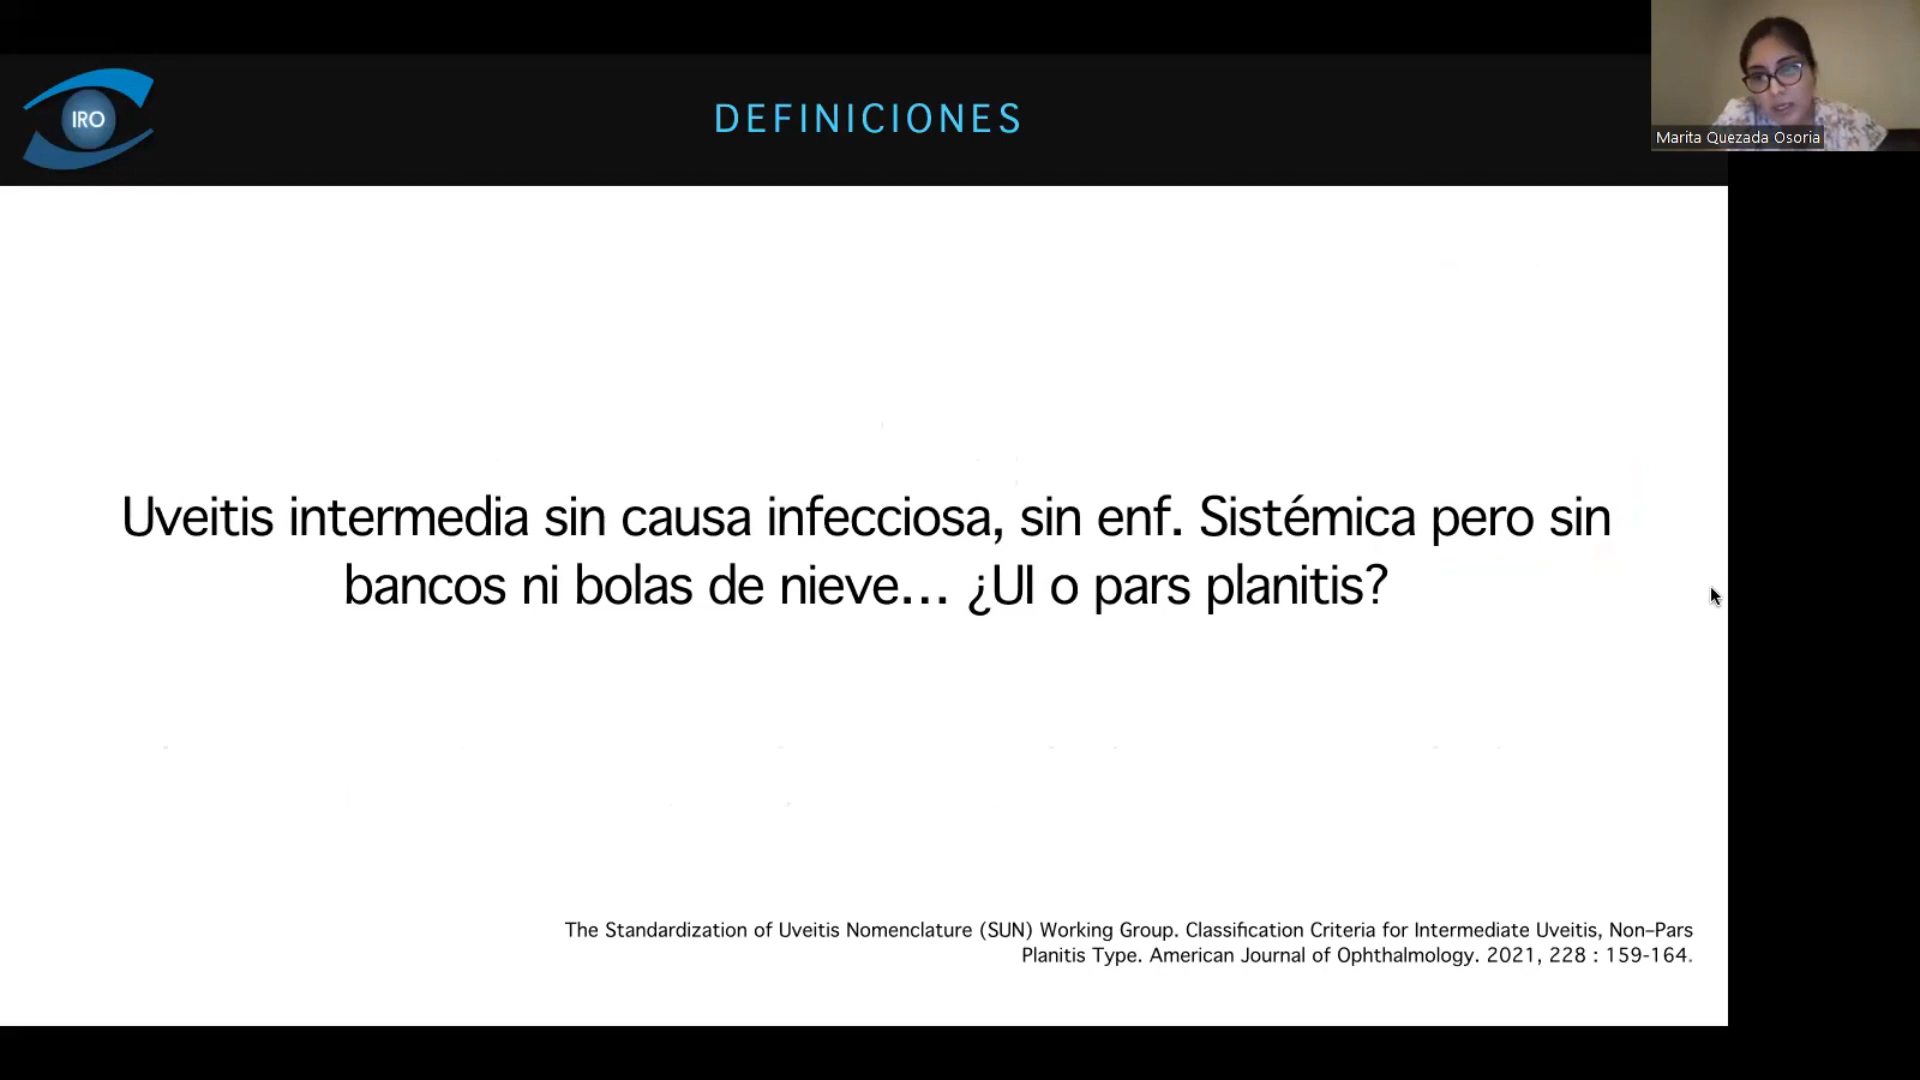 IRO
DEFINICIONES
Marita Quezada Osoria
Uveitis intermedia sin causa infecciosa, sin enf. Sistémica pero sin
bancos ni bolas de nieve... ¿UI o pars planitis?
The Standardization of Uveitis Nomenclature (SUN) Working Group. Classification Criteria for Intermediate Uveitis, Non–Pars
Planitis Type. American Journal of Ophthalmology. 2021, 228 : 159-164.